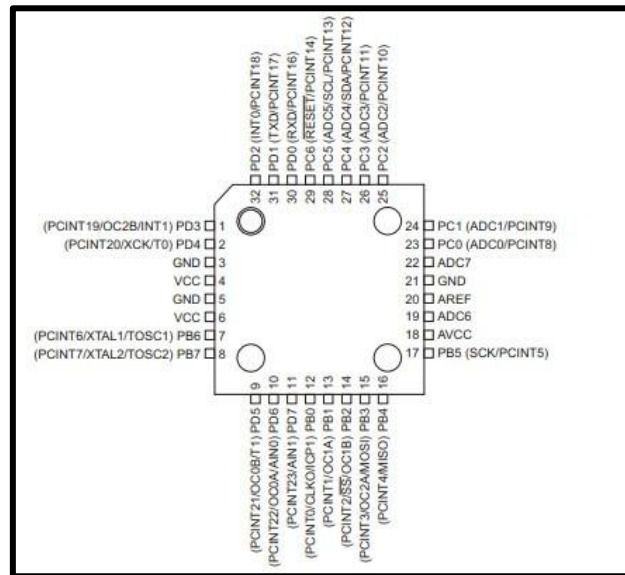 PD2 (INT0/PCINT18)
PD1 (TXD/PCINT17)
PD0 (RXD/PCINT16)
PC6 (RESET/PCINT14)
PC5 (ADC5/SCL/PCINT13)
PC4 (ADC4/SDA/PCINT12)
PC3 (ADC3/PCINT11)
PC2 (ADC2/PCINT10)
32 31 30 29 28 27 26 25
(PCINT19/OC2B/INT1) PD3 1
(PCINT20/XCK/T0) PD4 2
GND 3
VCC 4
GND 5
VCC 6
(PCINT6/XTAL1/TOSC1) PB6 7
(PCINT7/XTAL2/TOSC2) PB7 8
24 PC1 (ADC1/PCINT9)
23 PC0 (ADC0/PCINT8)
22 ADC7
21 GND
20 AREF
19 ADC6
18 AVCC
17 PB5 (SCK/PCINT5)
9 10 11 12 13 14 15 16
(PCINT21/OC0B/T1) PD5
(PCINT22/OC0A/AIN0) PD6
(PCINT23/AIN1) PD7
(PCINT0/CLKO/ICP1) PB0
(PCINT1/OC1A) PB1
(PCINT2/SS/OC1B) PB2
(PCINT3/OC2A/MOSI) PB3
(PCINT4/MISO) PB4